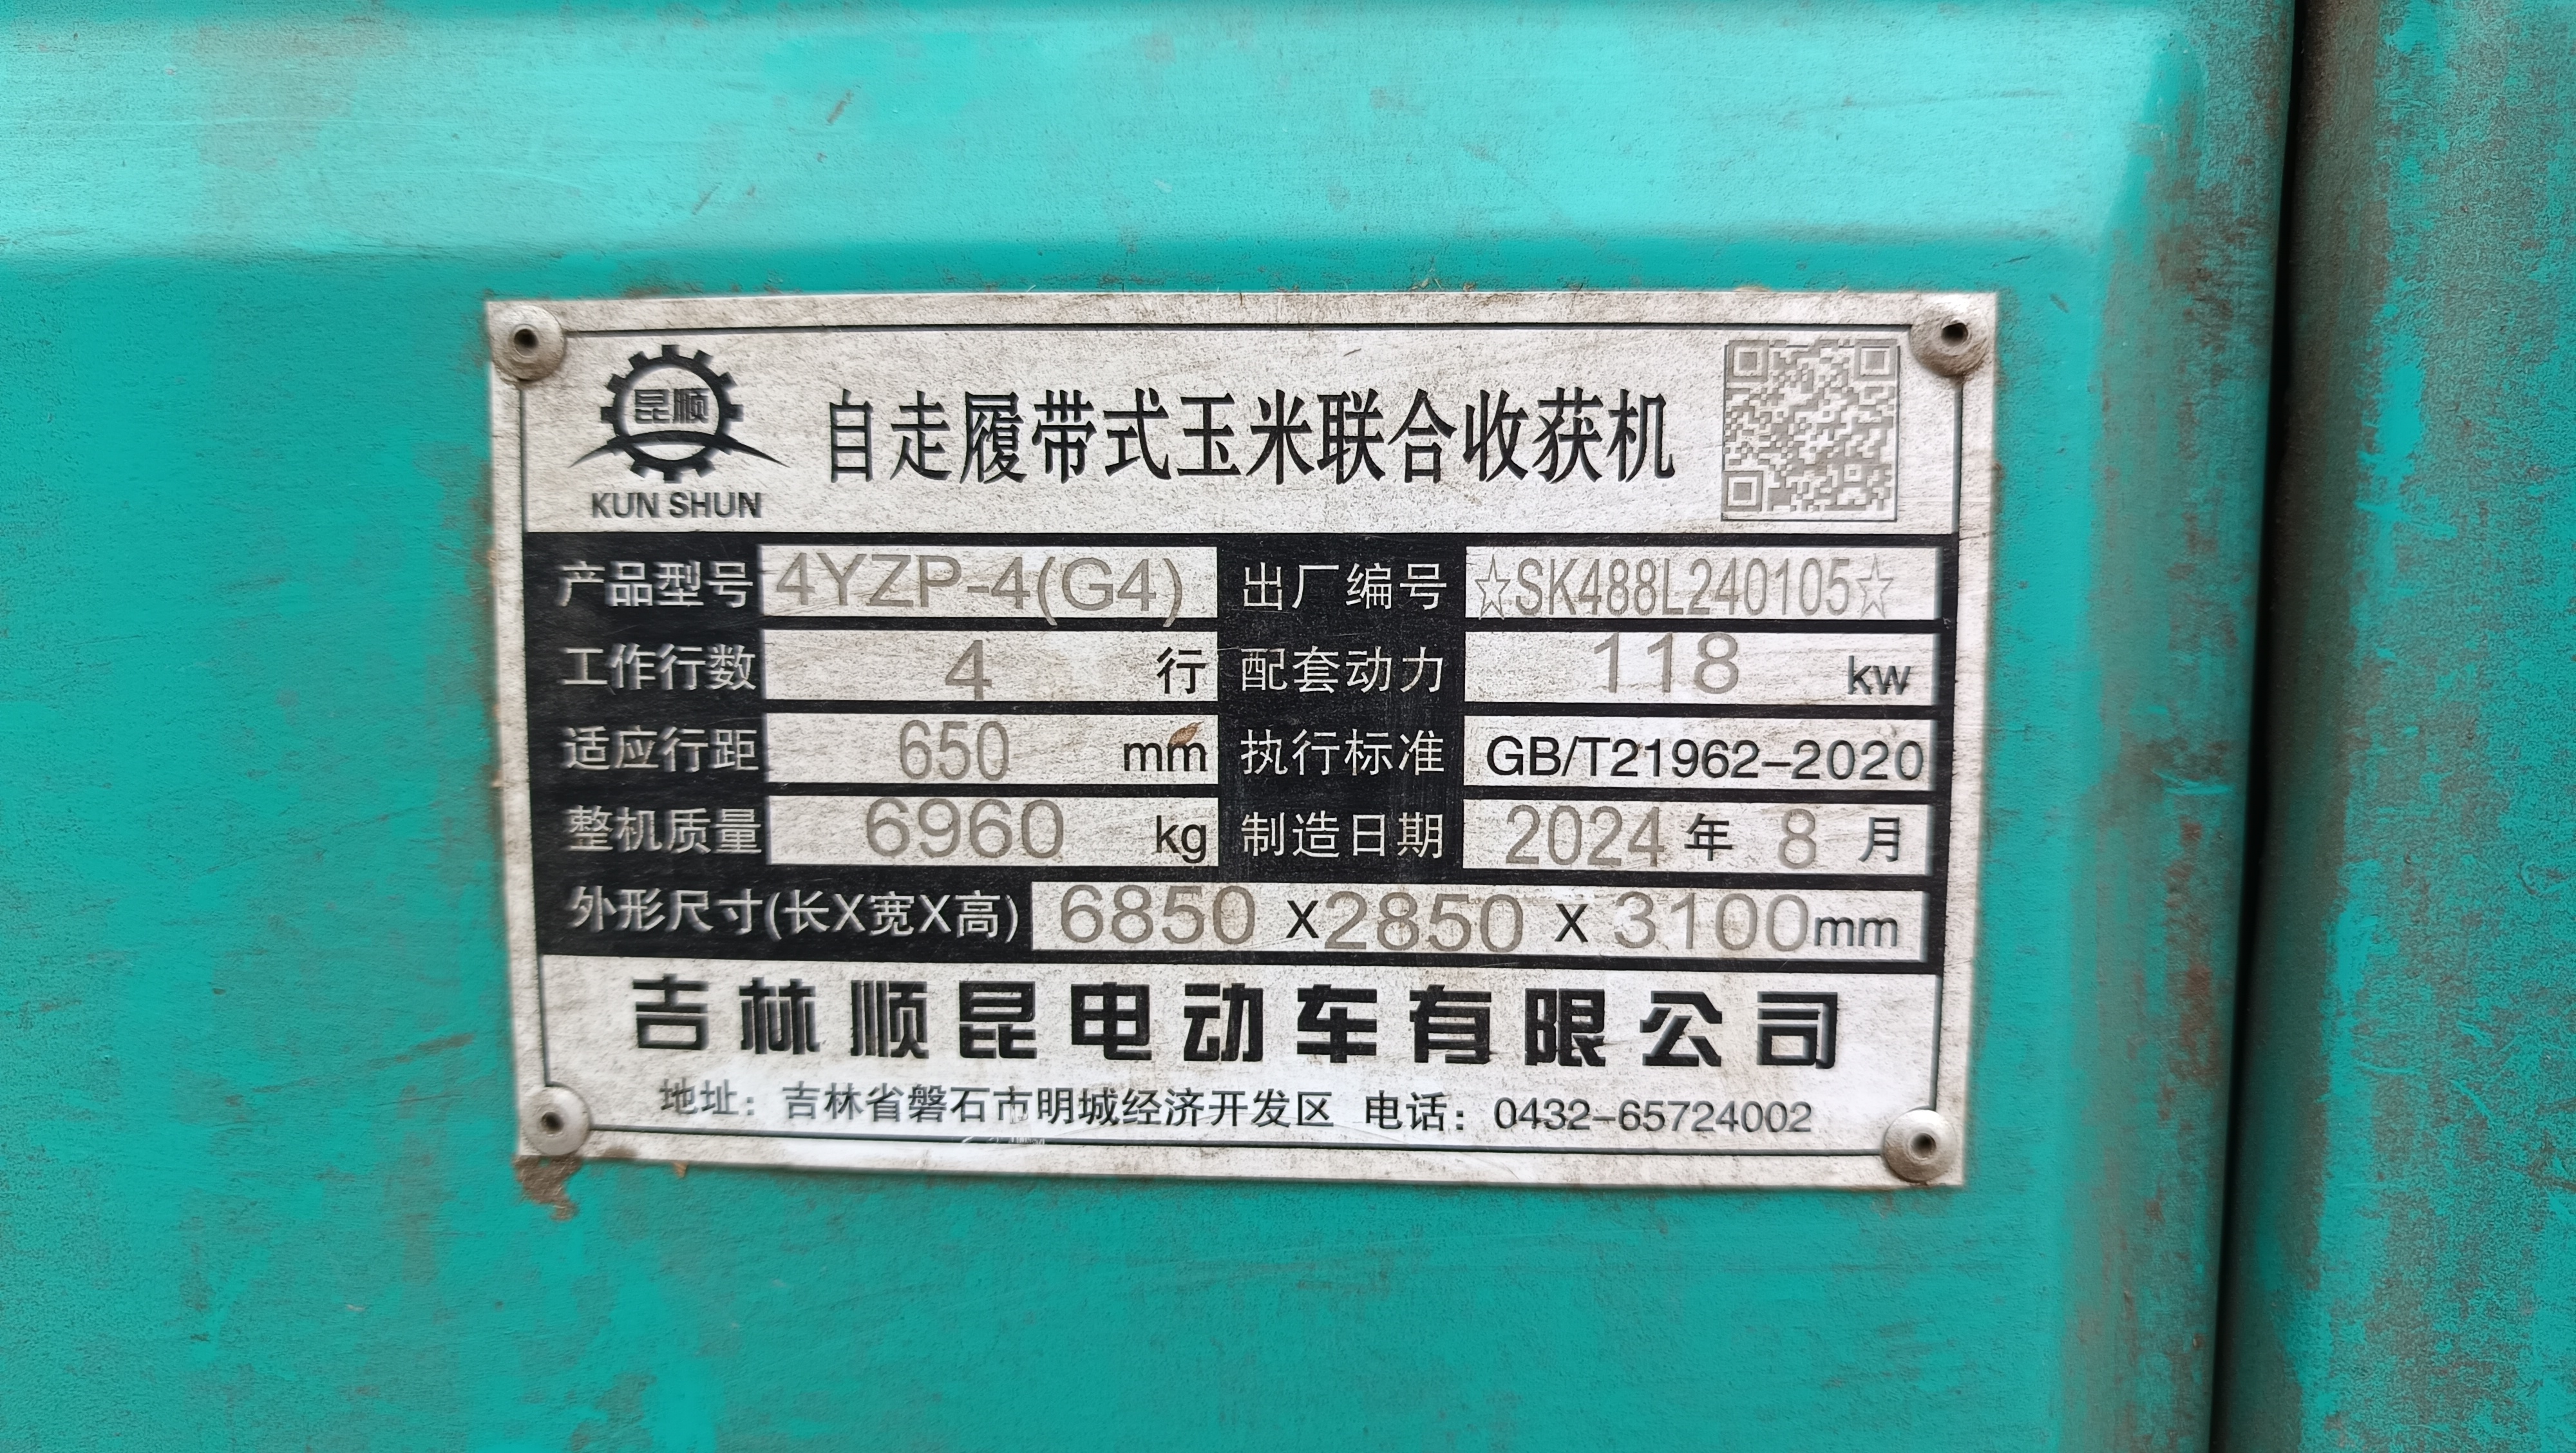 昆顺
KUN SHUN
自走履带式玉米联合收获机
产品型号 4YZP-4(G4) 出厂编号 ☆SK488L240105☆
工作行数 4 行 配套动力 118 kw
适应行距 650 mm 执行标准 GB/T21962-2020
整机质量 6960 kg 制造日期 2024 年 8 月
外形尺寸(长X宽X高) 6850 X 2850 X 3100 mm
吉林顺昆电动车有限公司
地址：吉林省磐石市明城经济开发区 电话：0432-65724002